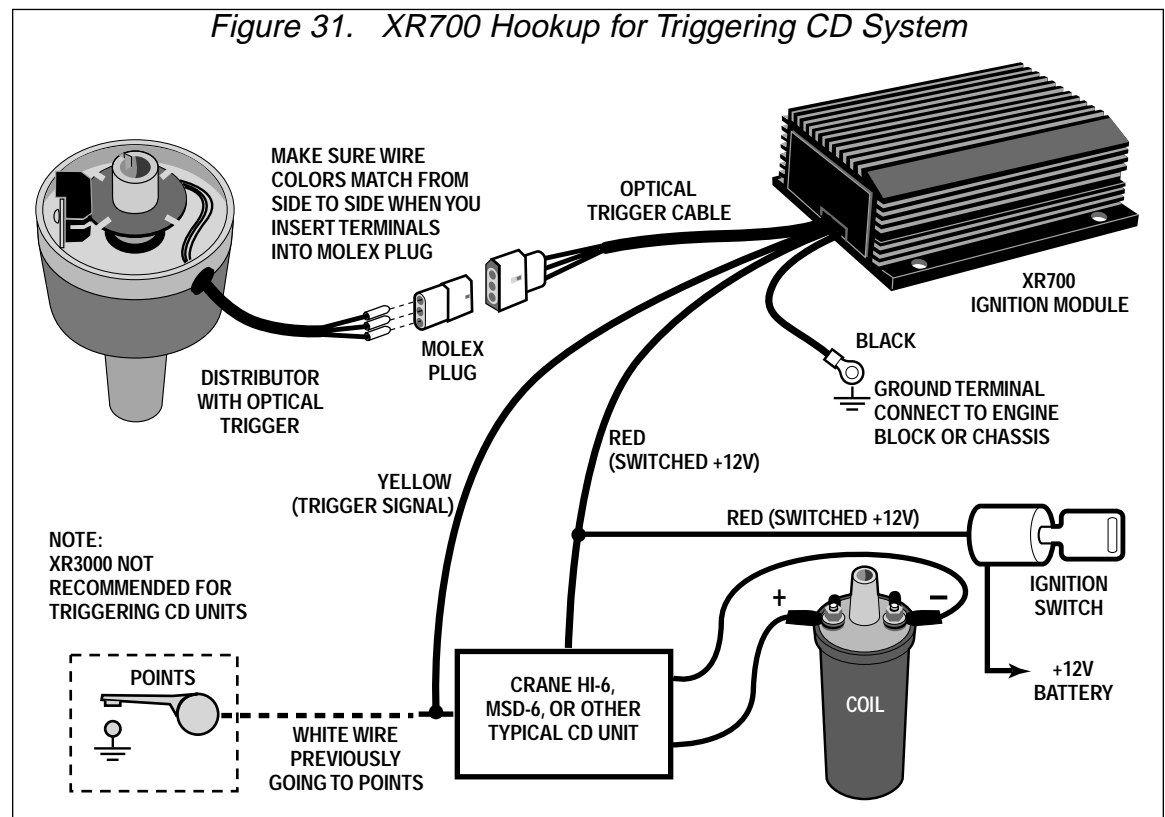 Figure 31. XR700 Hookup for Triggering CD System
MAKE SURE WIRE
COLORS MATCH FROM
SIDE TO SIDE WHEN YOU
INSERT TERMINALS
INTO MOLEX PLUG
OPTICAL
TRIGGER CABLE
XR700
IGNITION MODULE
MOLEX
PLUG
BLACK
DISTRIBUTOR
WITH OPTICAL
TRIGGER
GROUND TERMINAL
CONNECT TO ENGINE
BLOCK OR CHASSIS
RED
(SWITCHED +12V)
YELLOW
(TRIGGER SIGNAL)
RED (SWITCHED +12V)
NOTE:
XR3000 NOT
RECOMMENDED FOR
TRIGGERING CD UNITS
IGNITION
SWITCH
+ –
POINTS
CRANE HI-6,
MSD-6, OR OTHER
TYPICAL CD UNIT
COIL
+12V
BATTERY
WHITE WIRE
PREVIOUSLY
GOING TO POINTS